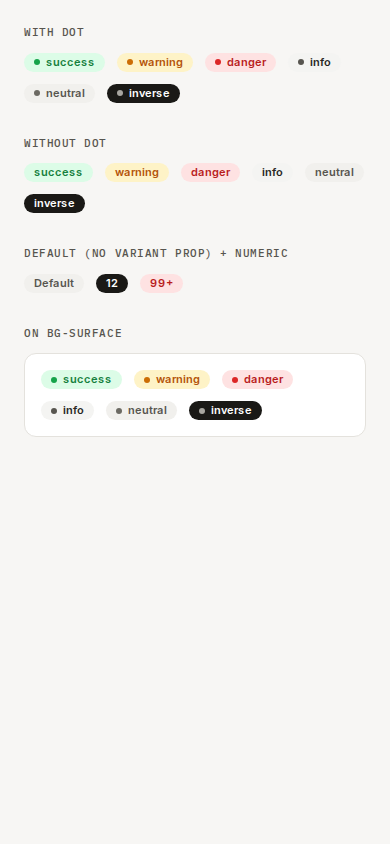 WITH DOT
success warning danger info
neutral inverse
WITHOUT DOT
success warning danger info neutral
inverse
DEFAULT (NO VARIANT PROP) + NUMERIC
Default 12 99+
ON BG-SURFACE
success warning danger
info neutral inverse